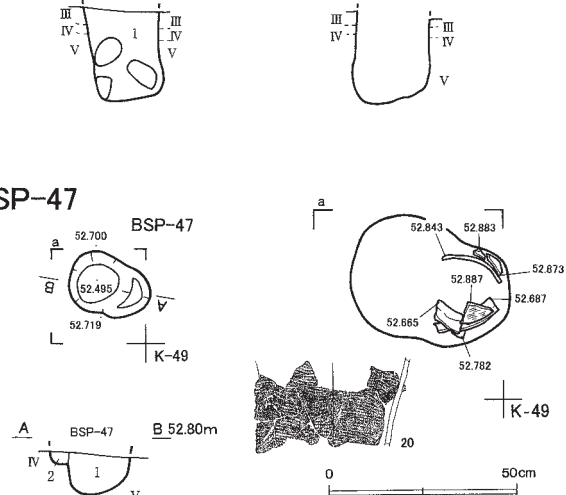 III
IV
V
1
III
IV
V
III
IV
V
SP-47
BSP-47
a
52.700
B
52.495
A
52.719
K-49
a
52.843
52.883
52.873
52.887
52.687
52.665
52.782
K-49
20
A
BSP-47
B 52.80m
IV
2
1
V
0
50cm